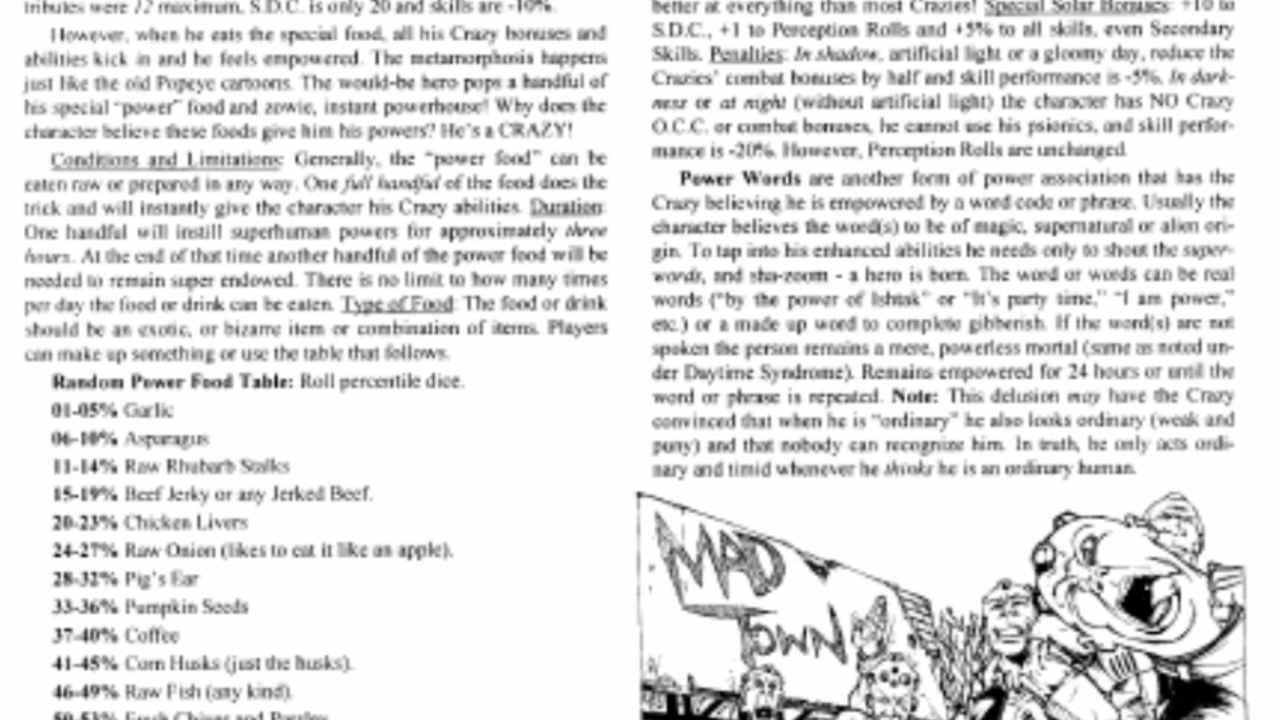 tributes were 12 maximum, S.D.C. is only 20 and skills are -10%.
However, when he eats the special food, all his Crazy bonuses and
abilities kick in and he feels empowered. The metamorphosis happens
just like the old Popeye cartoons. The would-be hero pops a handful of
his special "power" food and zowie, instant powerhouse! Why does the
character believe these foods give him his powers? He's a CRAZY!
Conditions and Limitations: Generally, the "power food" can be
eaten raw or prepared in any way. One full handful of the food does the
trick and will instantly give the character his Crazy abilities. Duration:
One handful will instill superhuman powers for approximately three
hours. At the end of that time another handful of the power food will be
needed to remain super endowed. There is no limit to how many times
per day the food or drink can be eaten. Type of Food: The food or drink
should be an exotic, or bizarre item or combination of items. Players
can make up something or use the table that follows.
Random Power Food Table: Roll percentile dice.
01-05% Garlic
06-10% Asparagus
11-14% Raw Rhubarb Stalks
15-19% Beef Jerky or any Jerked Beef.
20-23% Chicken Livers
24-27% Raw Onion (likes to eat it like an apple).
28-32% Pig's Ear
33-36% Pumpkin Seeds
37-40% Coffee
41-45% Corn Husks (just the husks).
46-49% Raw Fish (any kind).
50-53% Fresh Chives and Parsley
better at everything than most Crazies! Special Solar Bonuses: +10 to
S.D.C., +1 to Perception Rolls and +5% to all skills, even Secondary
Skills. Penalties: In shadow, artificial light or a gloomy day, reduce the
Crazies' combat bonuses by half and skill performance is -5%. In dark-
ness or at night (without artificial light) the character has NO Crazy
O.C.C. or combat bonuses, he cannot use his psionics, and skill perfor-
mance is -20%. However, Perception Rolls are unchanged.
Power Words are another form of power association that has the
Crazy believing he is empowered by a word code or phrase. Usually the
character believes the word(s) to be of magic, supernatural or alien ori-
gin. To tap into his enhanced abilities he needs only to shout the super-
words, and sha-zoom - a hero is born. The word or words can be real
words ("by the power of Ishtak" or "It's party time," "I am power,"
etc.) or a made up word to complete gibberish. If the word(s) are not
spoken the person remains a mere, powerless mortal (same as noted un-
der Daytime Syndrome). Remains empowered for 24 hours or until the
word or phrase is repeated. Note: This delusion may have the Crazy
convinced that when he is "ordinary" he also looks ordinary (weak and
puny) and that nobody can recognize him. In truth, he only acts ordi-
nary and timid whenever he thinks he is an ordinary human.
MAD
TOWN